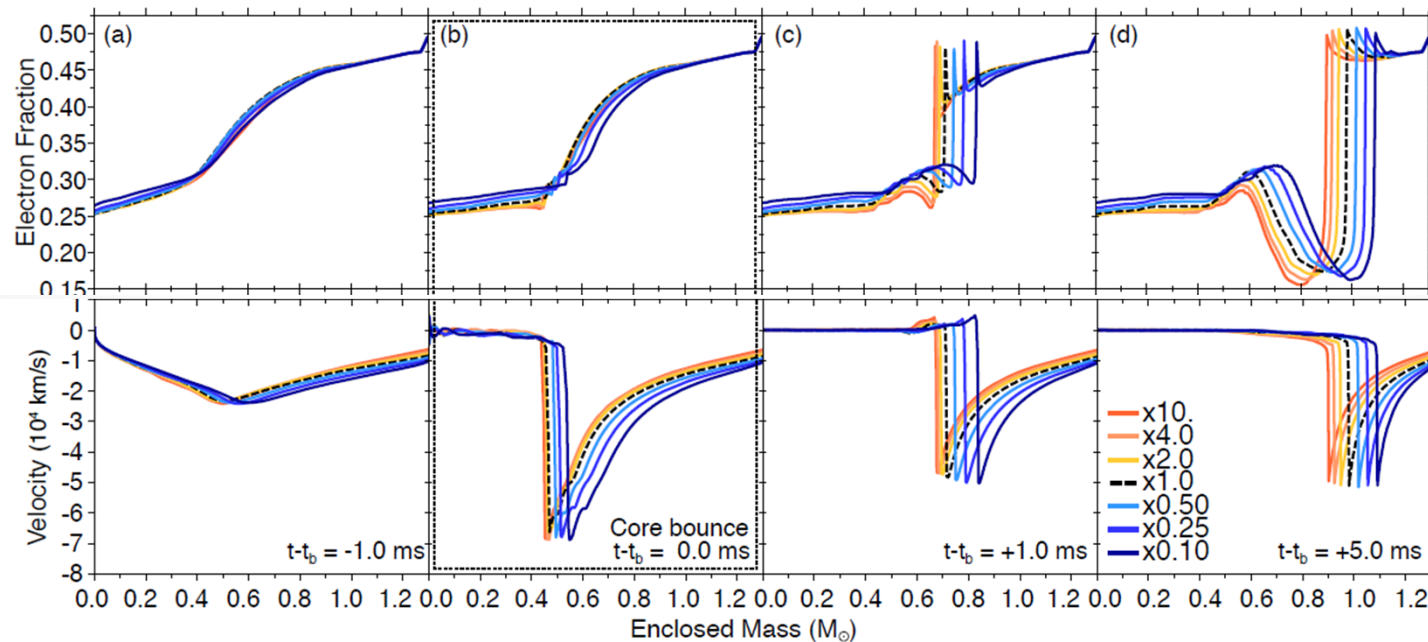 (a) (b) (c) (d)
Electron Fraction
0.50
0.45
0.40
0.35
0.30
0.25
0.20
0.15
Velocity (10⁴ km/s)
0
-1
-2
-3
-4
-5
-6
-7
-8
t-t_b = -1.0 ms
Core bounce
t-t_b = 0.0 ms
t-t_b = +1.0 ms
x10.
x4.0
x2.0
x1.0
x0.50
x0.25
x0.10
t-t_b = +5.0 ms
0.0 0.2 0.4 0.6 0.8 1.0 1.2 0.0 0.2 0.4 0.6 0.8 1.0 1.2 0.0 0.2 0.4 0.6 0.8 1.0 1.2 0.0 0.2 0.4 0.6 0.8 1.0 1.2
Enclosed Mass (M☉)